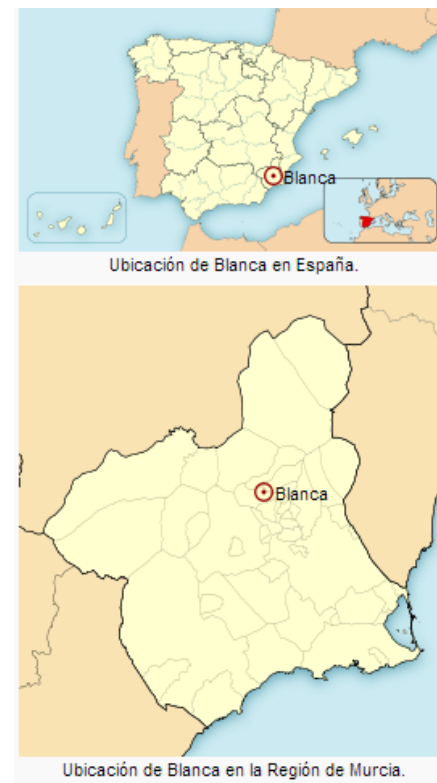 Blanca
Ubicación de Blanca en España.
Blanca
Ubicación de Blanca en la Región de Murcia.